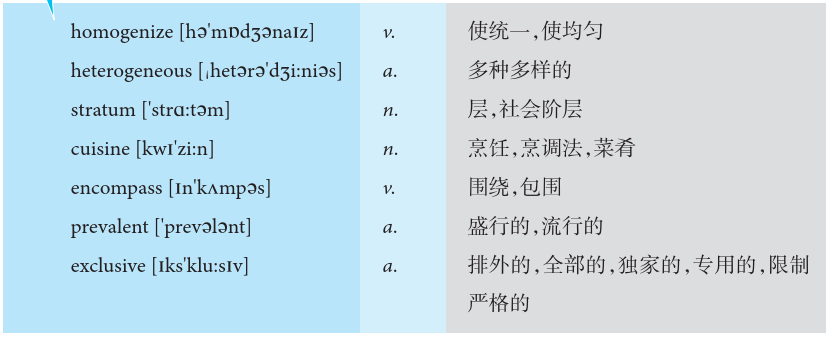 homogenize [hə'mɒdʒənaɪz] v. 使统一,使均匀
heterogeneous [ˌhetərə'dʒi:niəs] a. 多种多样的
stratum ['strɑ:təm] n. 层,社会阶层
cuisine [kwɪ'zi:n] n. 烹饪,烹调法,菜肴
encompass [ɪn'kʌmpəs] v. 围绕,包围
prevalent ['prevələnt] a. 盛行的,流行的
exclusive [ɪks'klu:sɪv] a. 排外的,全部的,独家的,专用的,限制
严格的